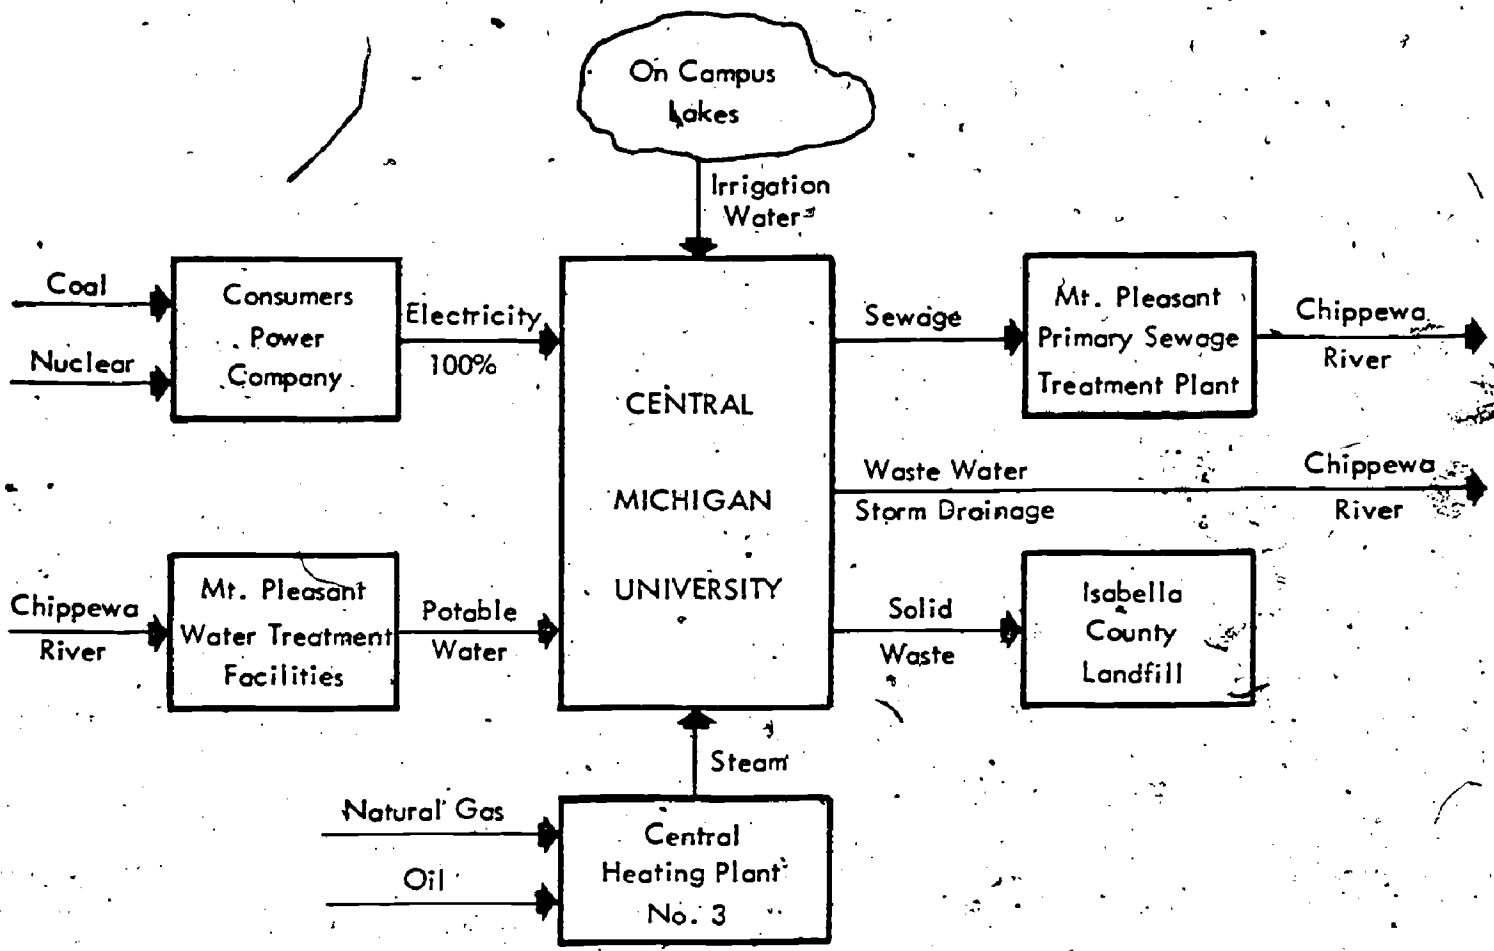 On Campus
Lakes
Irrigation
Water
Coal
Nuclear
Consumers
Power
Company
Electricity
100%
CENTRAL
MICHIGAN
UNIVERSITY
Sewage
Mt. Pleasant
Primary Sewage
Treatment Plant
Chippewa
River
Waste Water
Storm Drainage
Chippewa
River
Chippewa
River
Mt. Pleasant
Water Treatment
Facilities
Potable
Water
Solid
Waste
Isabella
County
Landfill
Steam
Natural Gas
Oil
Central
Heating Plant
No. 3